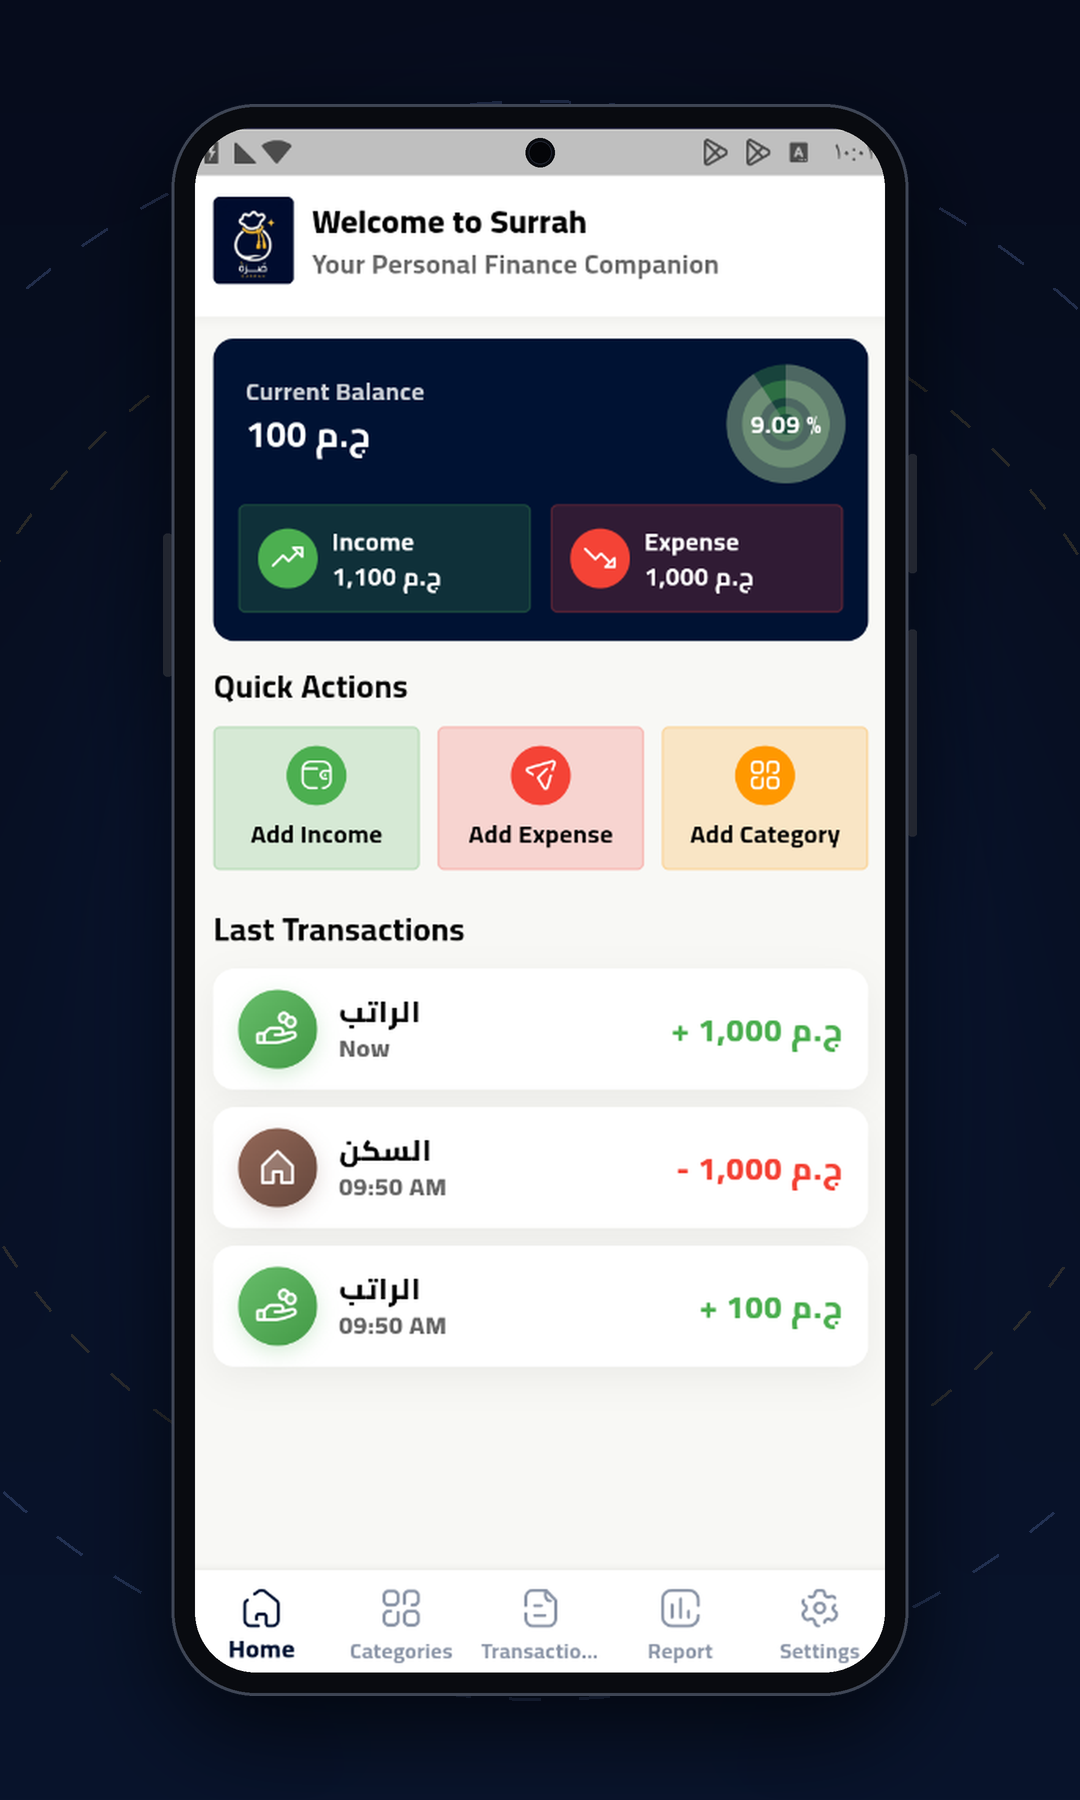 Welcome to Surrah
Your Personal Finance Companion
صُرة
Current Balance
100 ج.م
9.09 %
Income
1,100 ج.م
Expense
1,000 ج.م
Quick Actions
Add Income
Add Expense
Add Category
Last Transactions
الراتب
+ 1,000 ج.م
Now
السكن
- 1,000 ج.م
09:50 AM
الراتب
+ 100 ج.م
09:50 AM
Home
Categories
Transactio...
Report
Settings